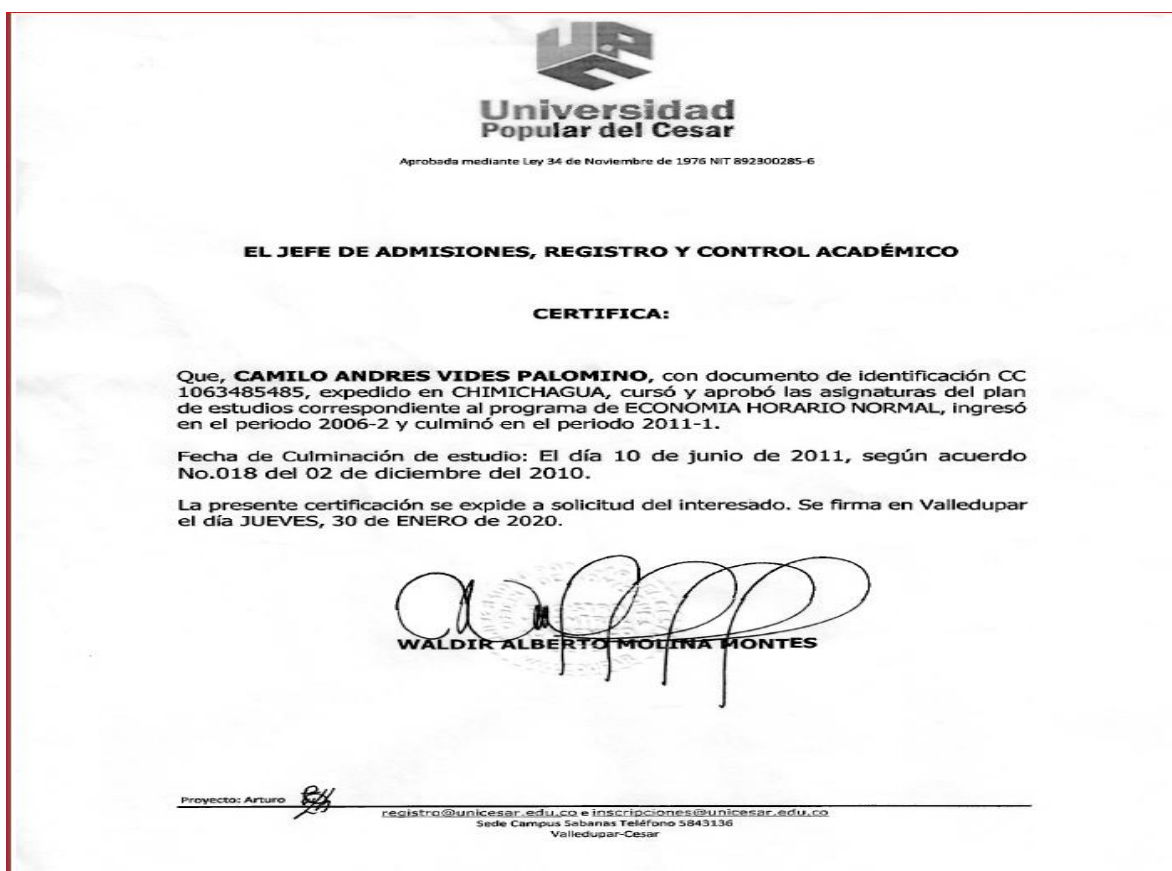 UPC
Universidad
Popular del Cesar
Aprobada mediante Ley 34 de Noviembre de 1976 NIT 892300285-6
EL JEFE DE ADMISIONES, REGISTRO Y CONTROL ACADÉMICO
CERTIFICA:
Que, CAMILO ANDRES VIDES PALOMINO, con documento de identificación CC
1063485485, expedido en CHIMICHAGUA, cursó y aprobó las asignaturas del plan
de estudios correspondiente al programa de ECONOMIA HORARIO NORMAL, ingresó
en el periodo 2006-2 y culminó en el periodo 2011-1.
Fecha de Culminación de estudio: El día 10 de junio de 2011, según acuerdo
No.018 del 02 de diciembre del 2010.
La presente certificación se expide a solicitud del interesado. Se firma en Valledupar
el día JUEVES, 30 de ENERO de 2020.
WALDIR ALBERTO MOLINA MONTES
Proyecto: Arturo
registro@unicesar.edu.co e inscripciones@unicesar.edu.co
Sede Campus Sabanas Teléfono 5843136
Valledupar-Cesar